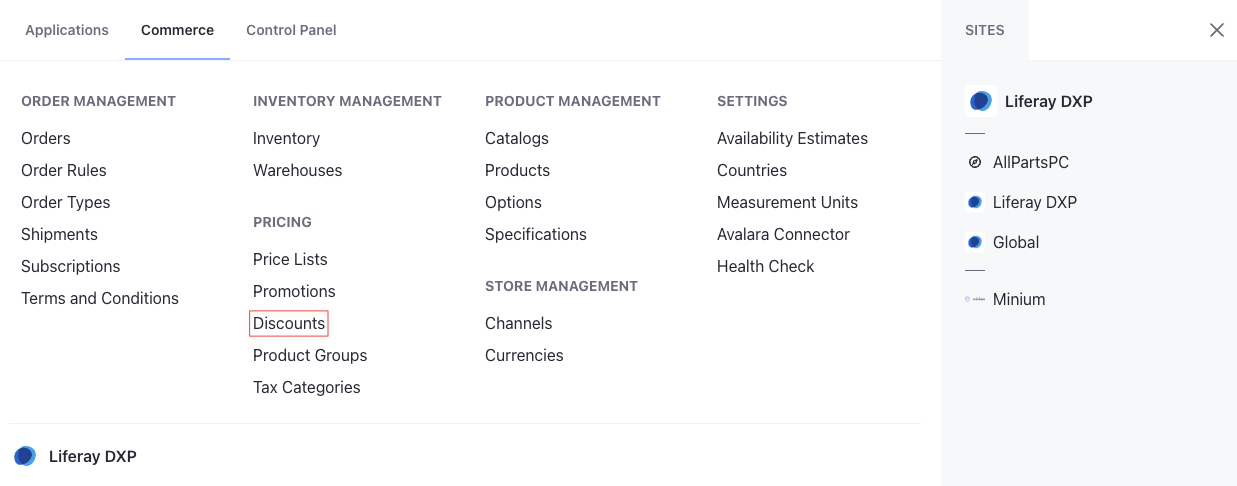 Applications
Commerce
Control Panel
SITES
ORDER MANAGEMENT
Orders
Order Rules
Order Types
Shipments
Subscriptions
Terms and Conditions
INVENTORY MANAGEMENT
Inventory
Warehouses
PRICING
Price Lists
Promotions
Discounts
Product Groups
Tax Categories
PRODUCT MANAGEMENT
Catalogs
Products
Options
Specifications
STORE MANAGEMENT
Channels
Currencies
SETTINGS
Availability Estimates
Countries
Measurement Units
Avalara Connector
Health Check
Liferay DXP
AllPartsPC
Liferay DXP
Global
Minium
Liferay DXP